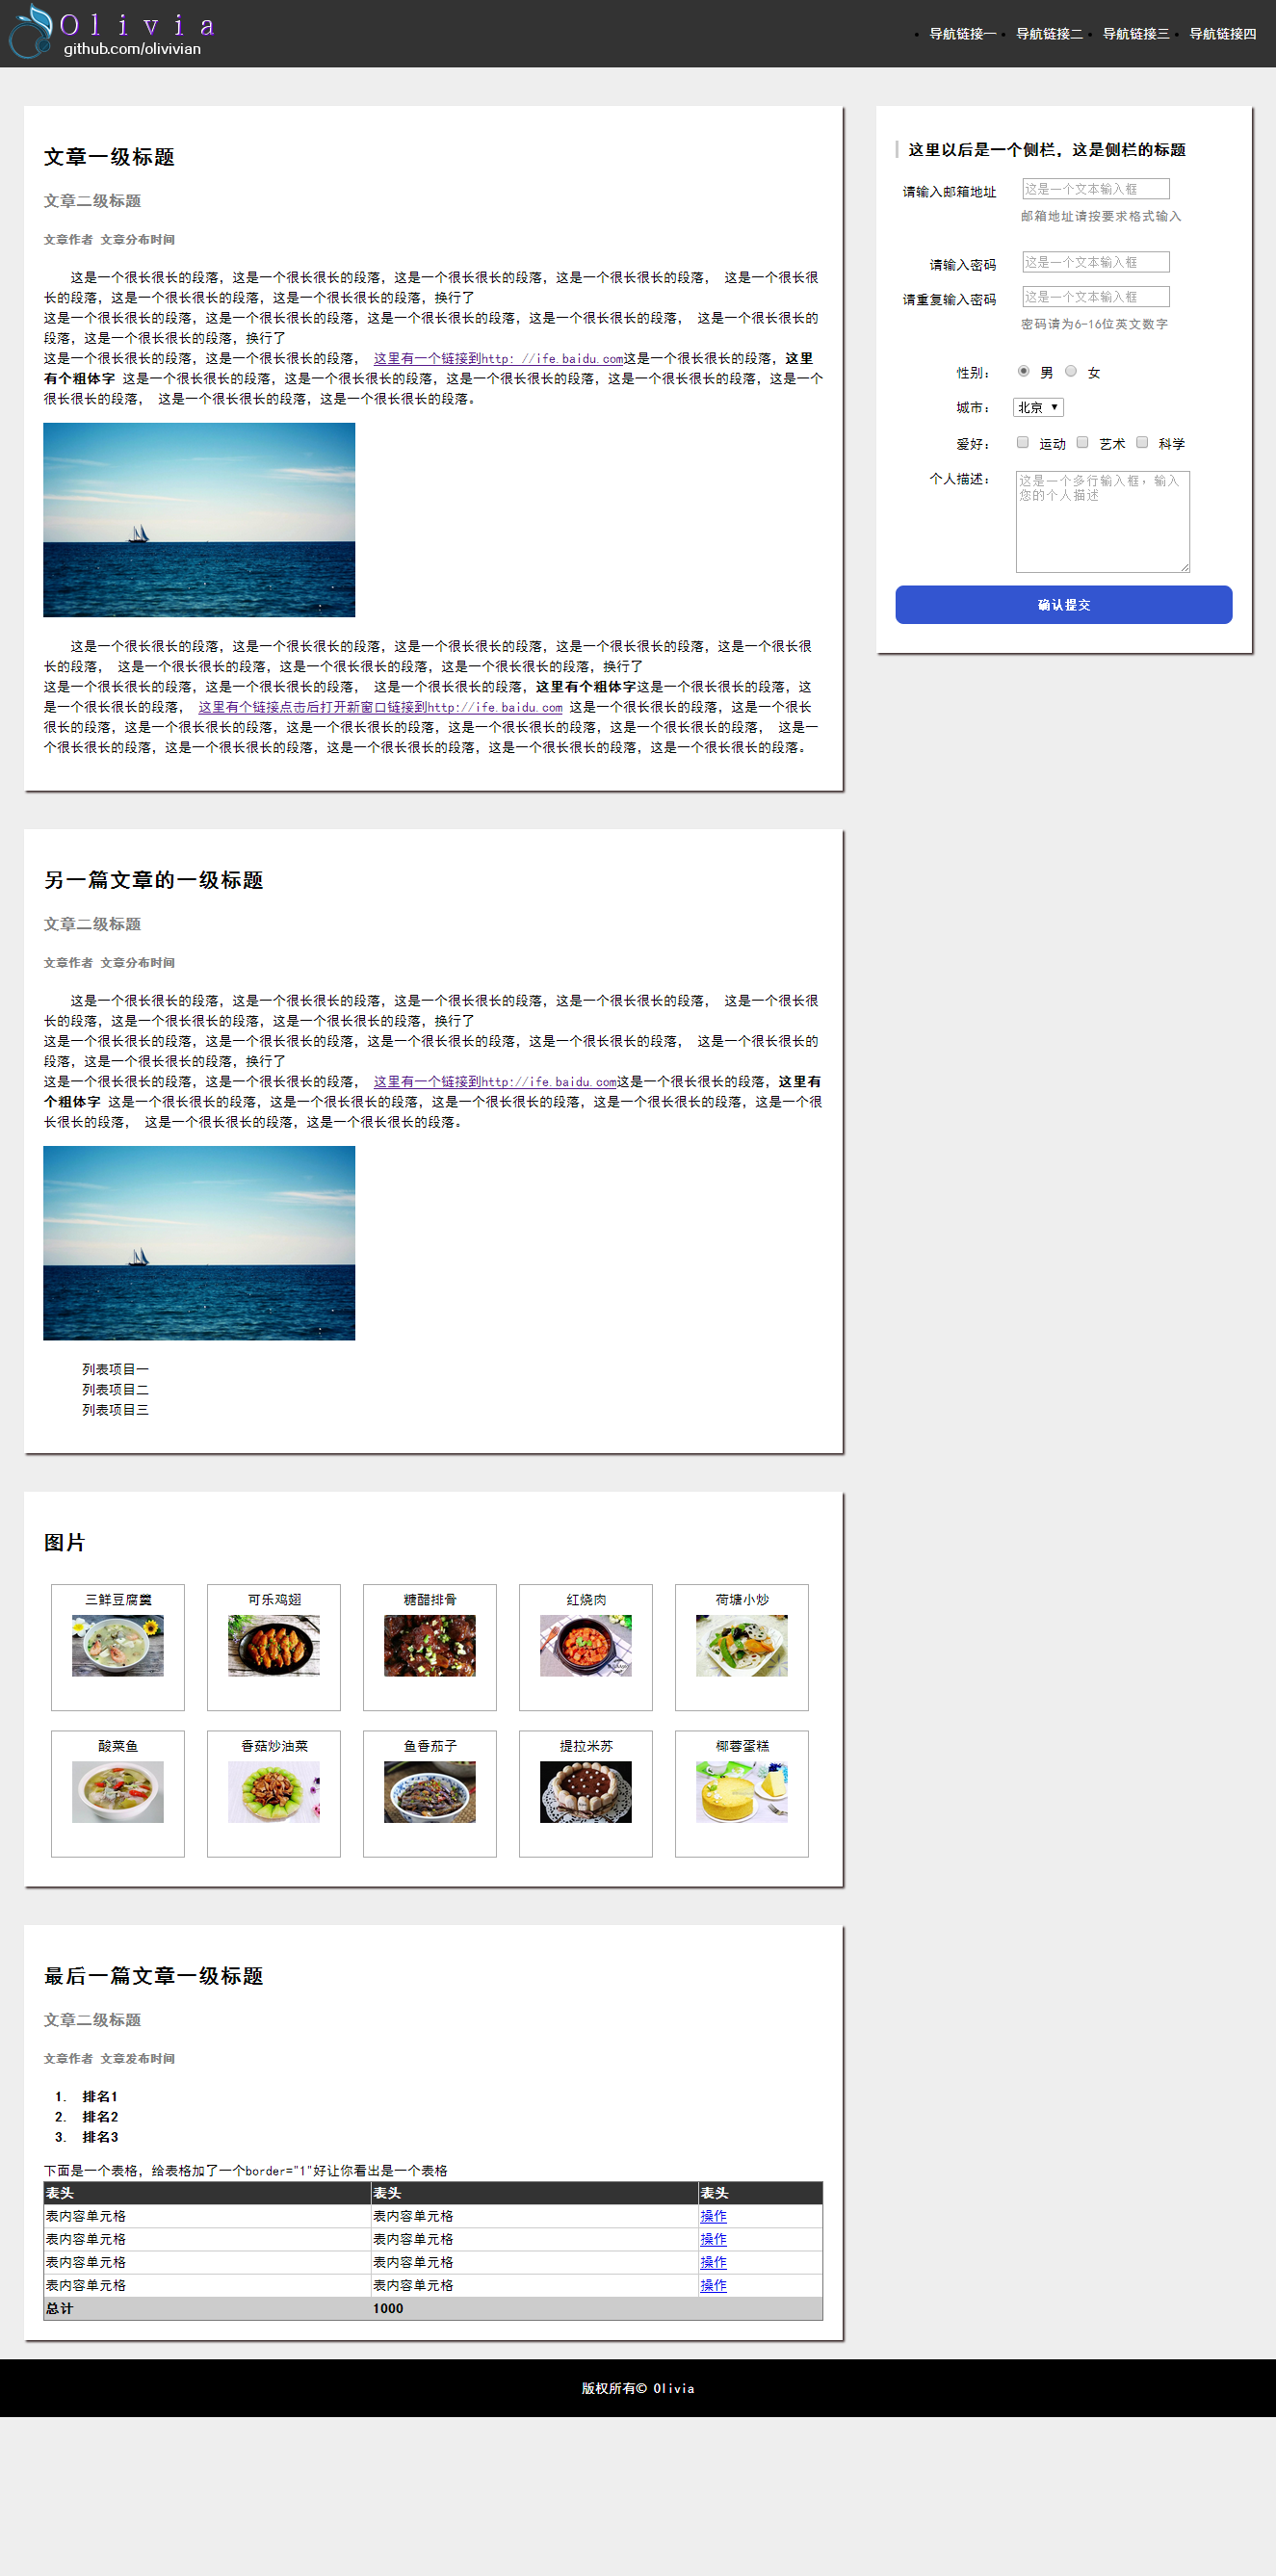 Olivia
github.com/olivivian
导航链接一 导航链接二 导航链接三 导航链接四
文章一级标题
文章二级标题
文章作者 文章分布时间
这是一个很长很长的段落，这是一个很长很长的段落，这是一个很长很长的段落，这是一个很长很长的段落， 这是一个很长很
长的段落，这是一个很长很长的段落，这是一个很长很长的段落，换行了
这是一个很长很长的段落，这是一个很长很长的段落，这是一个很长很长的段落，这是一个很长很长的段落， 这是一个很长很长的
段落，这是一个很长很长的段落，换行了
这是一个很长很长的段落，这是一个很长很长的段落， 这里有一个链接到http: //ife.baidu.com这是一个很长很长的段落，这里
有个粗体字 这是一个很长很长的段落，这是一个很长很长的段落，这是一个很长很长的段落，这是一个很长很长的段落，这是一个
很长很长的段落， 这是一个很长很长的段落，这是一个很长很长的段落。
这是一个很长很长的段落，这是一个很长很长的段落，这是一个很长很长的段落，这是一个很长很长的段落，这是一个很长很
长的段落， 这是一个很长很长的段落，这是一个很长很长的段落，这是一个很长很长的段落，换行了
这是一个很长很长的段落，这是一个很长很长的段落， 这是一个很长很长的段落，这里有个粗体字这是一个很长很长的段落，这
是一个很长很长的段落， 这里有个链接点击后打开新窗口链接到http://ife.baidu.com 这是一个很长很长的段落，这是一个很长
很长的段落，这是一个很长很长的段落，这是一个很长很长的段落，这是一个很长很长的段落，这是一个很长很长的段落， 这是一
个很长很长的段落，这是一个很长很长的段落，这是一个很长很长的段落，这是一个很长很长的段落，这是一个很长很长的段落。
这里以后是一个侧栏，这是侧栏的标题
请输入邮箱地址 这是一个文本输入框
邮箱地址请按要求格式输入
请输入密码 这是一个文本输入框
请重复输入密码 这是一个文本输入框
密码请为6-16位英文数字
性别： 男 女
城市： 北京
爱好： 运动 艺术 科学
个人描述： 这是一个多行输入框，输入
您的个人描述
确认提交
另一篇文章的一级标题
文章二级标题
文章作者 文章分布时间
这是一个很长很长的段落，这是一个很长很长的段落，这是一个很长很长的段落，这是一个很长很长的段落， 这是一个很长很
长的段落，这是一个很长很长的段落，这是一个很长很长的段落，换行了
这是一个很长很长的段落，这是一个很长很长的段落，这是一个很长很长的段落，这是一个很长很长的段落， 这是一个很长很长的
段落，这是一个很长很长的段落，换行了
这是一个很长很长的段落，这是一个很长很长的段落， 这里有一个链接到http://ife.baidu.com这是一个很长很长的段落，这里有
个粗体字 这是一个很长很长的段落，这是一个很长很长的段落，这是一个很长很长的段落，这是一个很长很长的段落，这是一个很
长很长的段落， 这是一个很长很长的段落，这是一个很长很长的段落。
列表项目一
列表项目二
列表项目三
图片
三鲜豆腐羹 可乐鸡翅 糖醋排骨 红烧肉 荷塘小炒
酸菜鱼 香菇炒油菜 鱼香茄子 提拉米苏 椰蓉蛋糕
最后一篇文章一级标题
文章二级标题
文章作者 文章发布时间
1. 排名1
2. 排名2
3. 排名3
下面是一个表格，给表格加了一个border="1"好让你看出是一个表格
表头 表头 表头
表内容单元格 表内容单元格 操作
表内容单元格 表内容单元格 操作
表内容单元格 表内容单元格 操作
表内容单元格 表内容单元格 操作
总计 1000
版权所有© Olivia